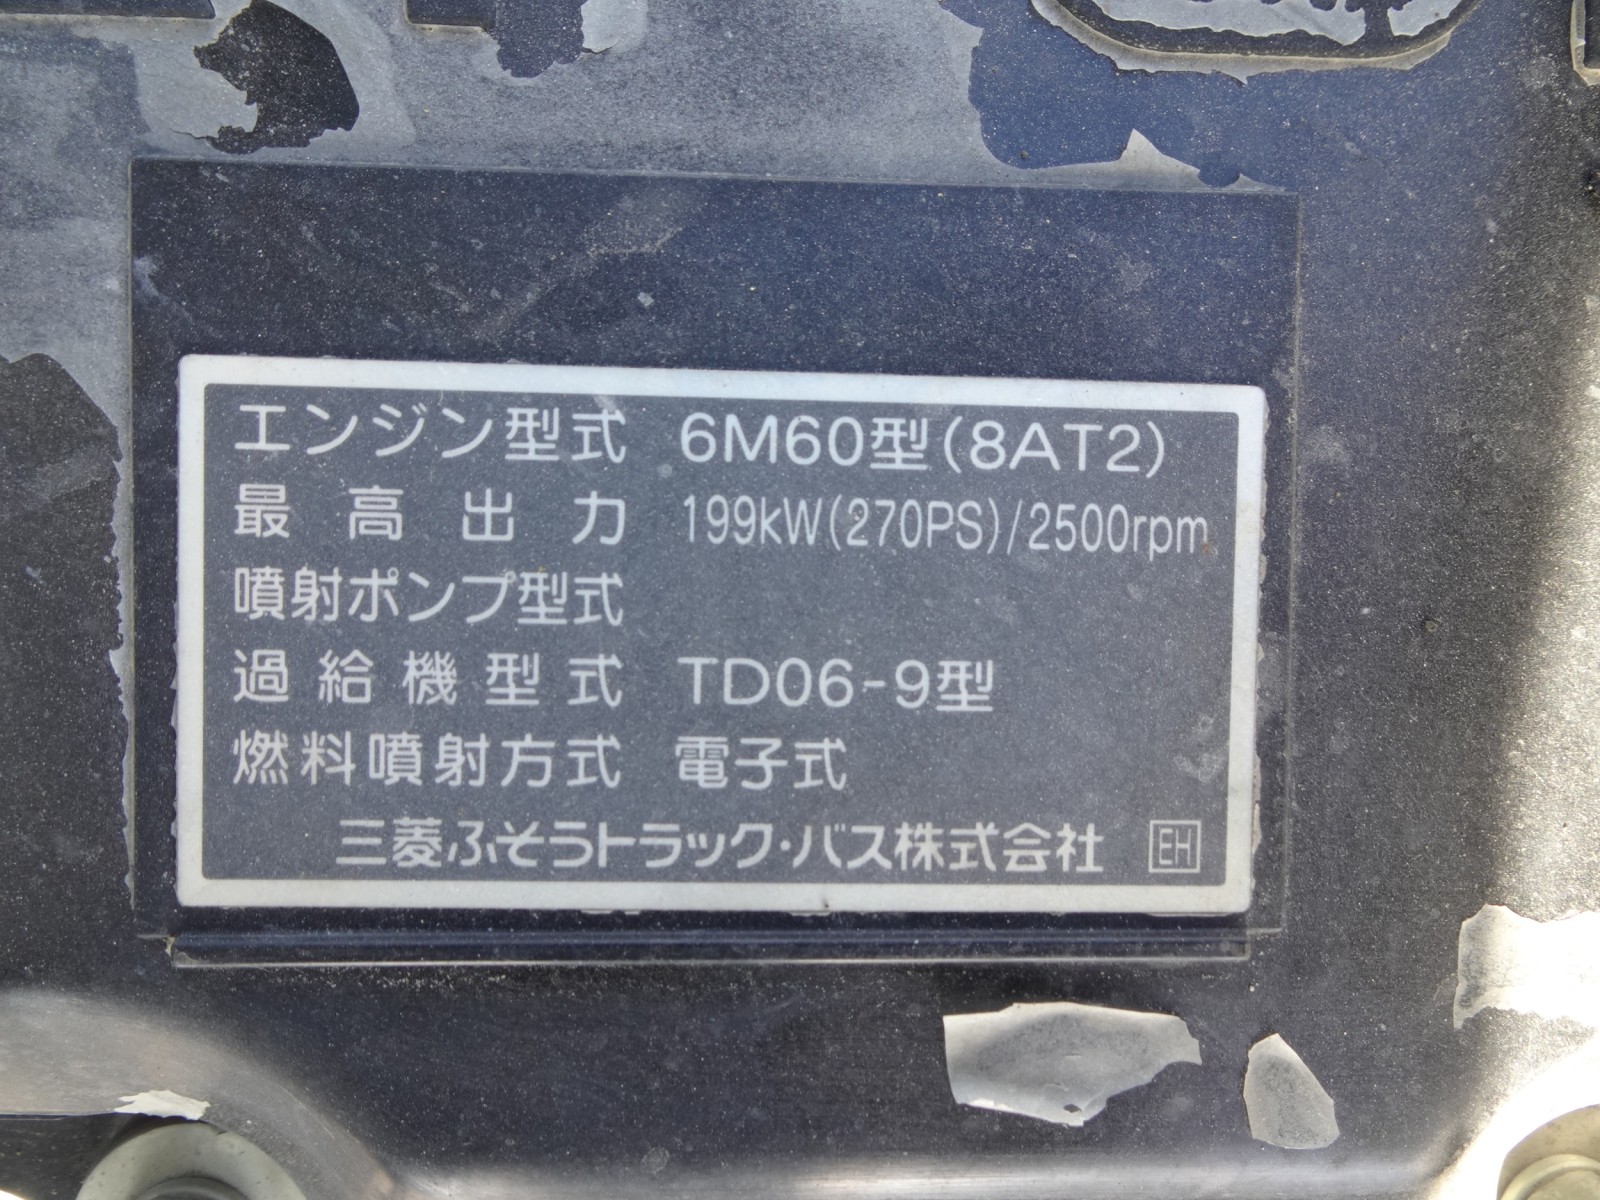 エンジン型式 6M60型(8AT2)
最高出力 199kW(270PS)/2500rpm
噴射ポンプ型式
過給機型式 TD06-9型
燃料噴射方式 電子式
三菱ふそうトラック・バス株式会社 EH